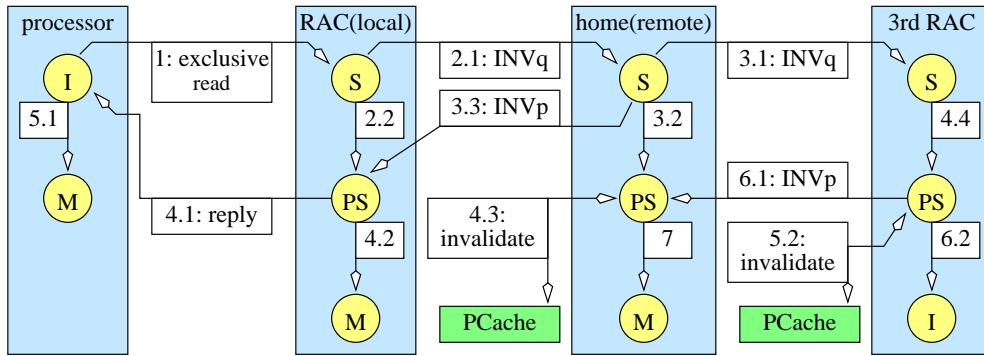 processor
RAC(local)
home(remote)
3rd RAC
I
1: exclusive
read
S
2.1: INVq
S
3.1: INVq
S
5.1
2.2
3.3: INVp
3.2
4.4
M
4.1: reply
PS
4.3:
invalidate
PS
6.1: INVp
PS
4.2
7
5.2:
invalidate
6.2
M
PCache
M
PCache
I